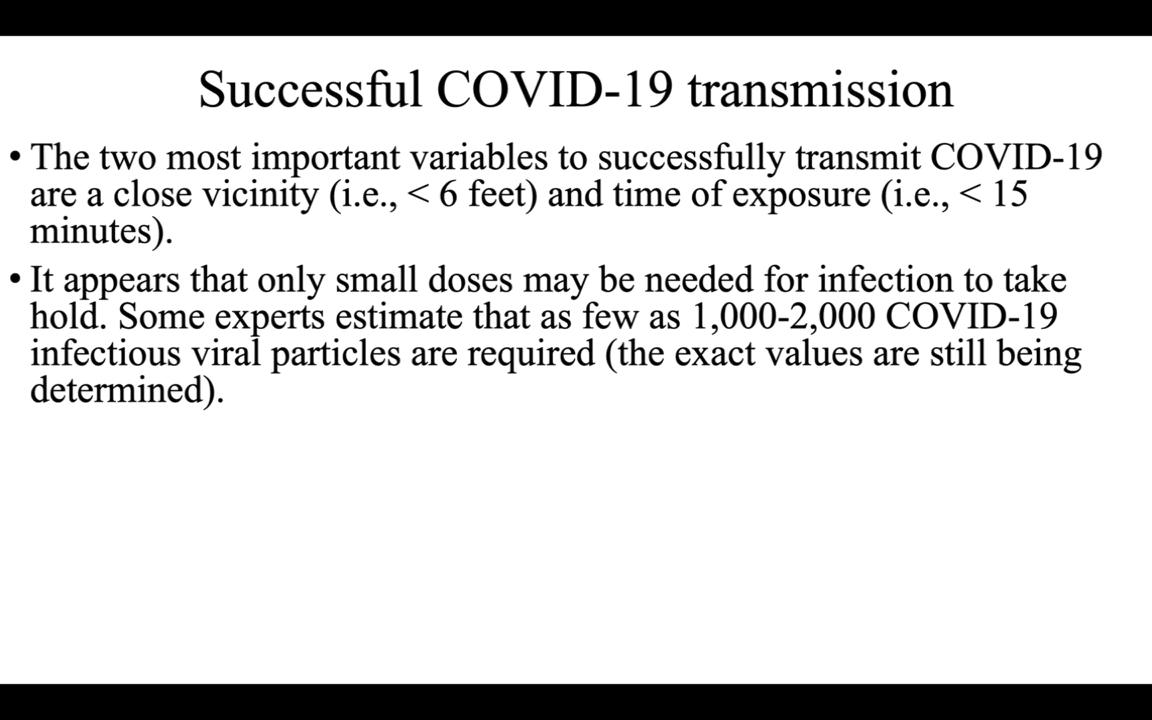 Successful COVID-19 transmission
• The two most important variables to successfully transmit COVID-19
are a close vicinity (i.e., < 6 feet) and time of exposure (i.e., < 15
minutes).
• It appears that only small doses may be needed for infection to take
hold. Some experts estimate that as few as 1,000-2,000 COVID-19
infectious viral particles are required (the exact values are still being
determined).